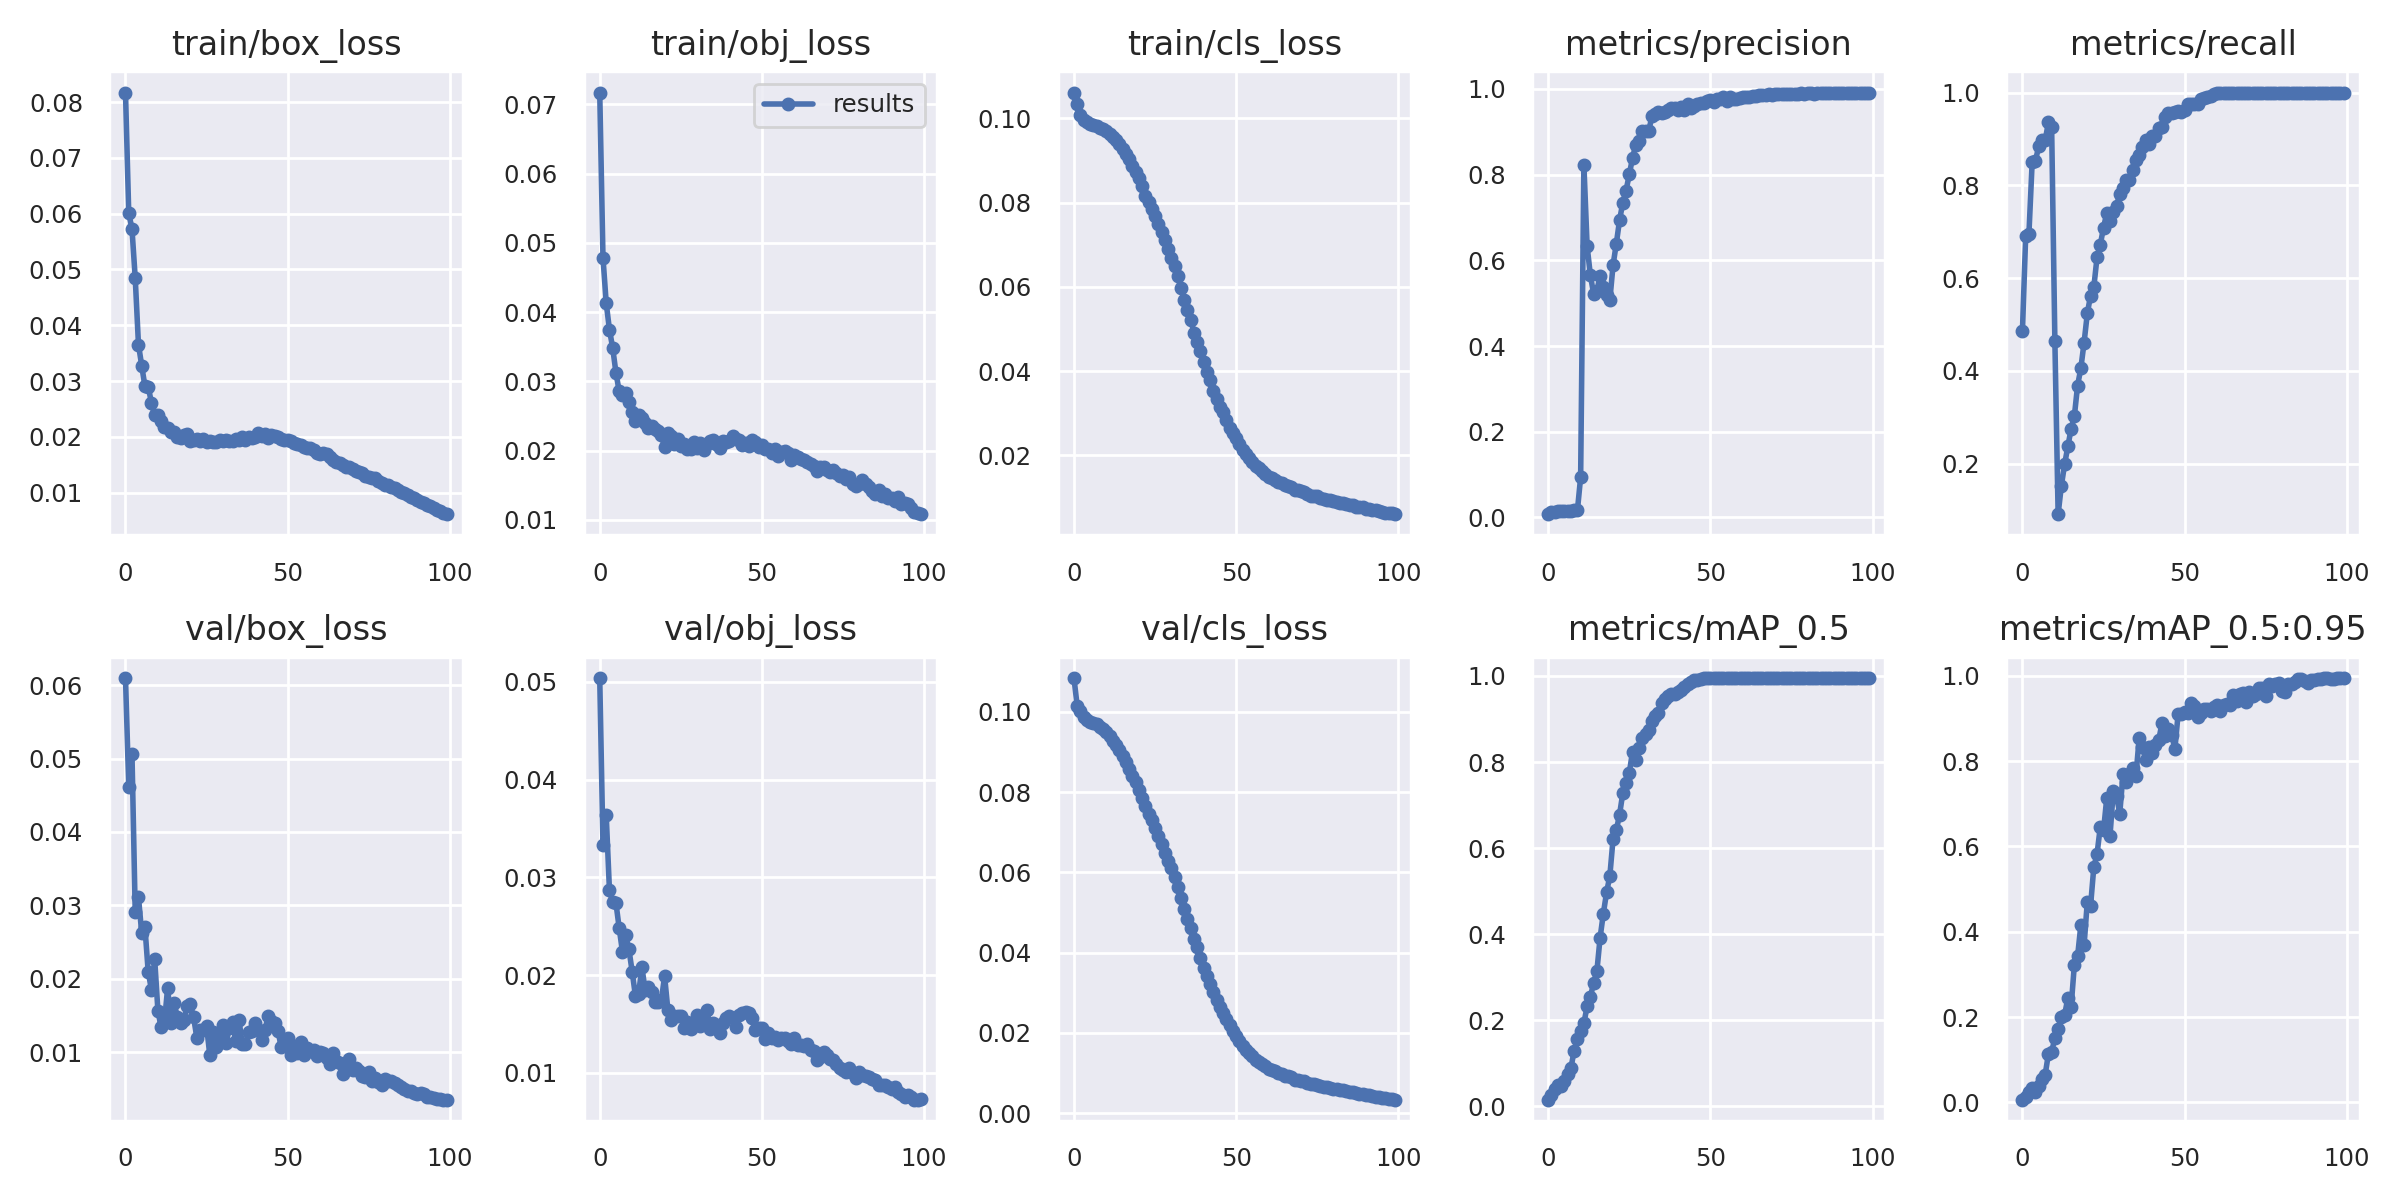 train/box_loss
0.08
0.07
0.06
0.05
0.04
0.03
0.02
0.01
0 50 100
train/obj_loss
results
0.07
0.06
0.05
0.04
0.03
0.02
0.01
0 50 100
train/cls_loss
0.10
0.08
0.06
0.04
0.02
0 50 100
metrics/precision
1.0
0.8
0.6
0.4
0.2
0.0
0 50 100
metrics/recall
1.0
0.8
0.6
0.4
0.2
0 50 100
val/box_loss
0.06
0.05
0.04
0.03
0.02
0.01
0 50 100
val/obj_loss
0.05
0.04
0.03
0.02
0.01
0 50 100
val/cls_loss
0.10
0.08
0.06
0.04
0.02
0.00
0 50 100
metrics/mAP_0.5
1.0
0.8
0.6
0.4
0.2
0.0
0 50 100
metrics/mAP_0.5:0.95
1.0
0.8
0.6
0.4
0.2
0.0
0 50 100